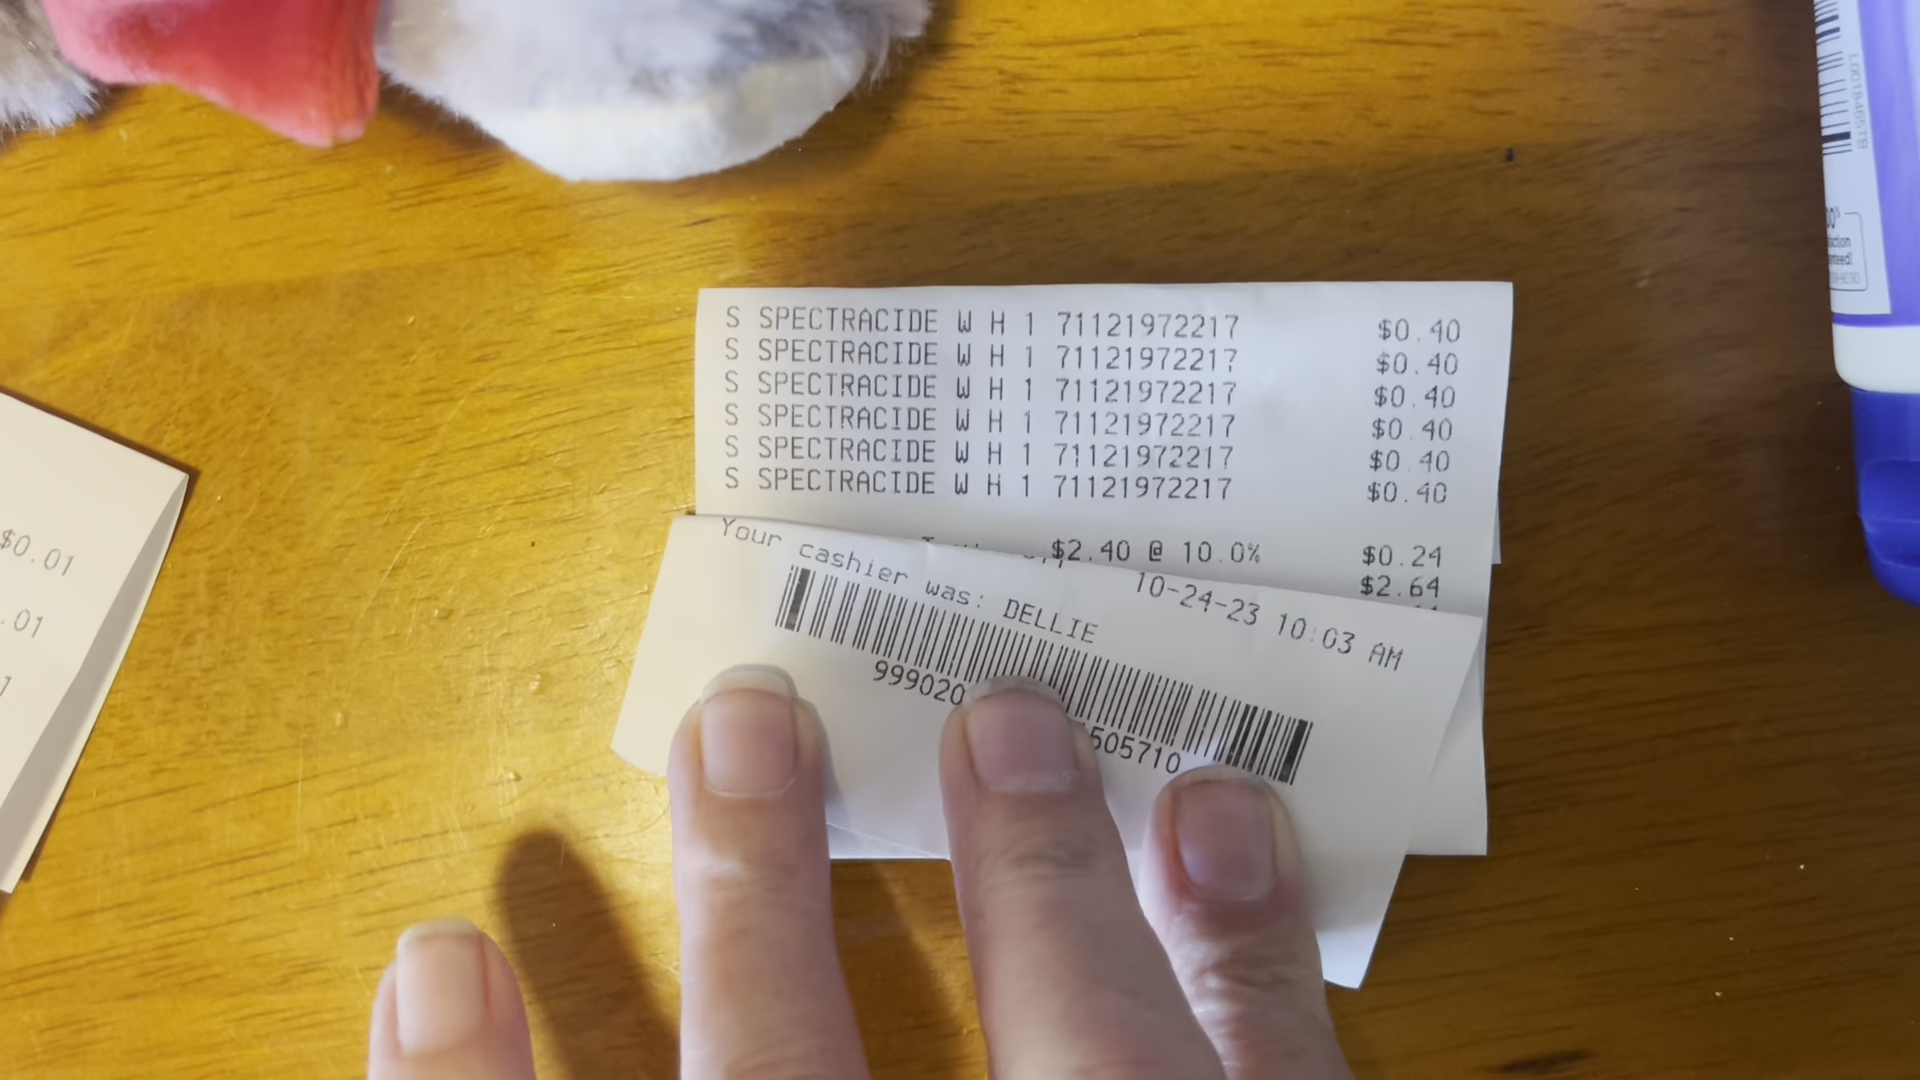 S SPECTRACIDE W H 1 71121972217 $0.40
S SPECTRACIDE W H 1 71121972217 $0.40
S SPECTRACIDE W H 1 71121972217 $0.40
S SPECTRACIDE W H 1 71121972217 $0.40
S SPECTRACIDE W H 1 71121972217 $0.40
S SPECTRACIDE W H 1 71121972217 $0.40
$2.40 @ 10.0% $0.24
$2.64
10-24-23 10:03 AM
Your cashier was: DELLIE
999020
505710
$0.01
.01